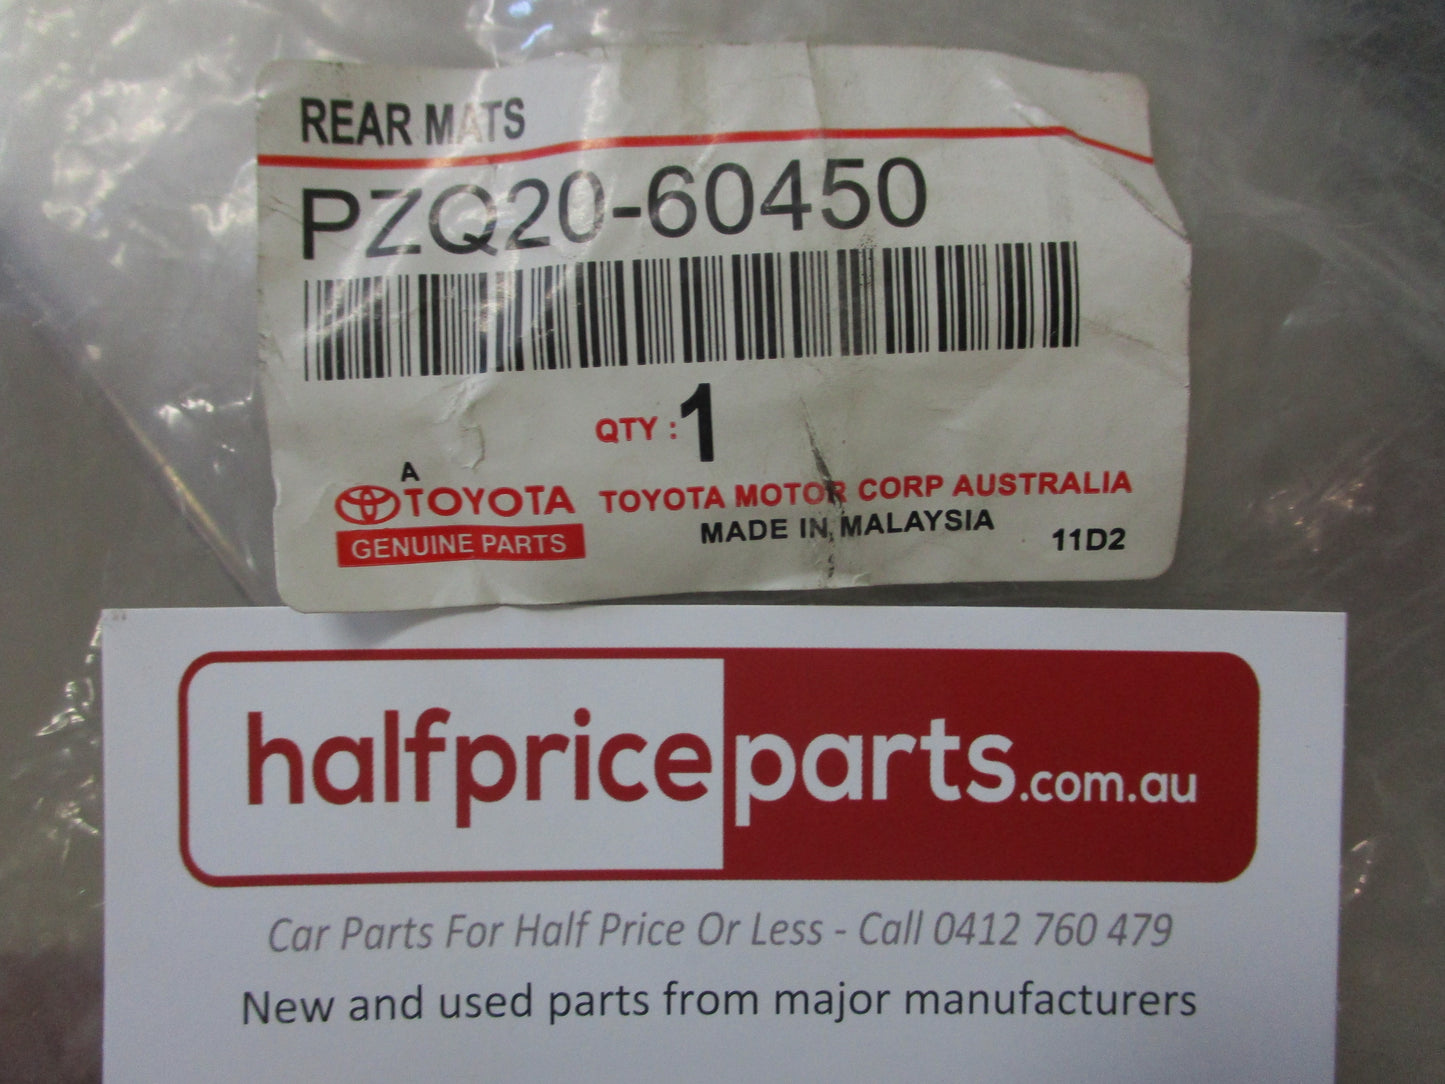 REAR MATS
PZQ20-60450
QTY : 1
A
TOYOTA
GENUINE PARTS
TOYOTA MOTOR CORP AUSTRALIA
MADE IN MALAYSIA
11D2
halfpriceparts.com.au
Car Parts For Half Price Or Less - Call 0412 760 479
New and used parts from major manufacturers